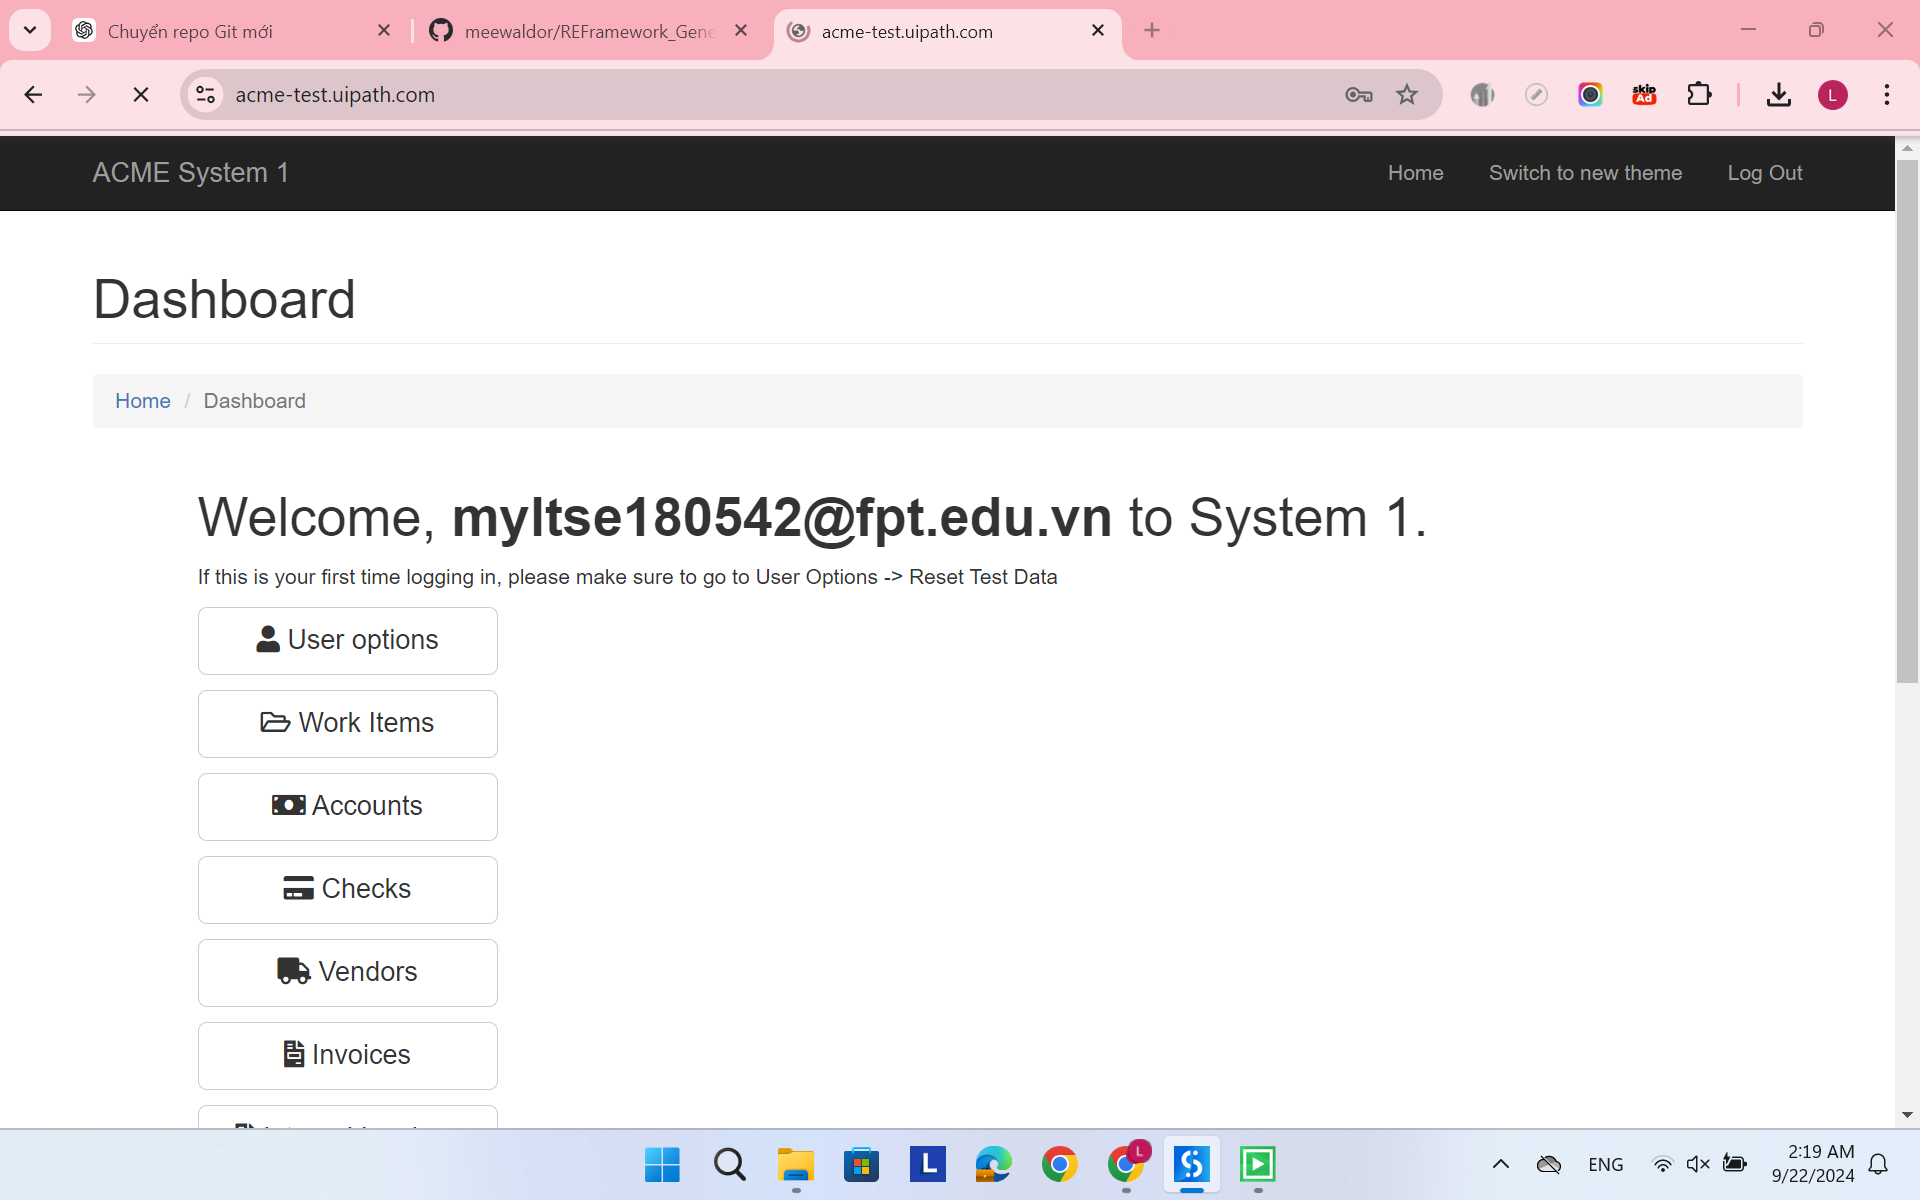 Chuyển repo Git mới
meewaldor/REFramework_Gene
acme-test.uipath.com
acme-test.uipath.com
skip Ad
L
ACME System 1
Home
Switch to new theme
Log Out
Dashboard
Home / Dashboard
Welcome, myltse180542@fpt.edu.vn to System 1.
If this is your first time logging in, please make sure to go to User Options -> Reset Test Data
User options
Work Items
Accounts
Checks
Vendors
Invoices
L
L
ENG
2:19 AM
9/22/2024